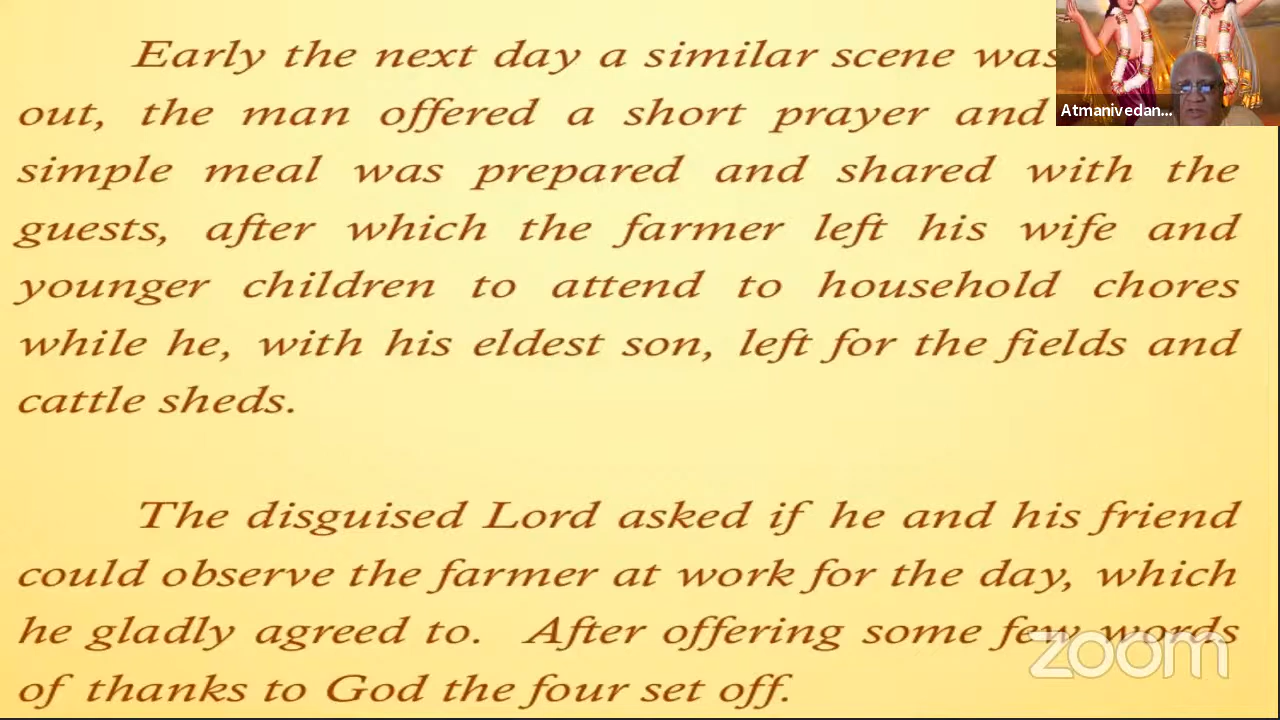 Early the next day a similar scene was
out, the man offered a short prayer and
simple meal was prepared and shared with the
guests, after which the farmer left his wife and
younger children to attend to household chores
while he, with his eldest son, left for the fields and
cattle sheds.
The disguised Lord asked if he and his friend
could observe the farmer at work for the day, which
he gladly agreed to. After offering some few words
of thanks to God the four set off.
Atmanivedan...
zoom